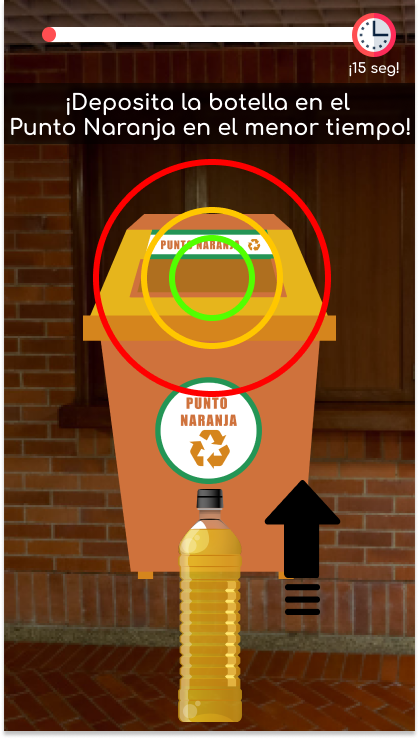 ¡15 seg!
¡Deposita la botella en el
Punto Naranja en el menor tiempo!
PUNTO NARANJA
PUNTO
NARANJA